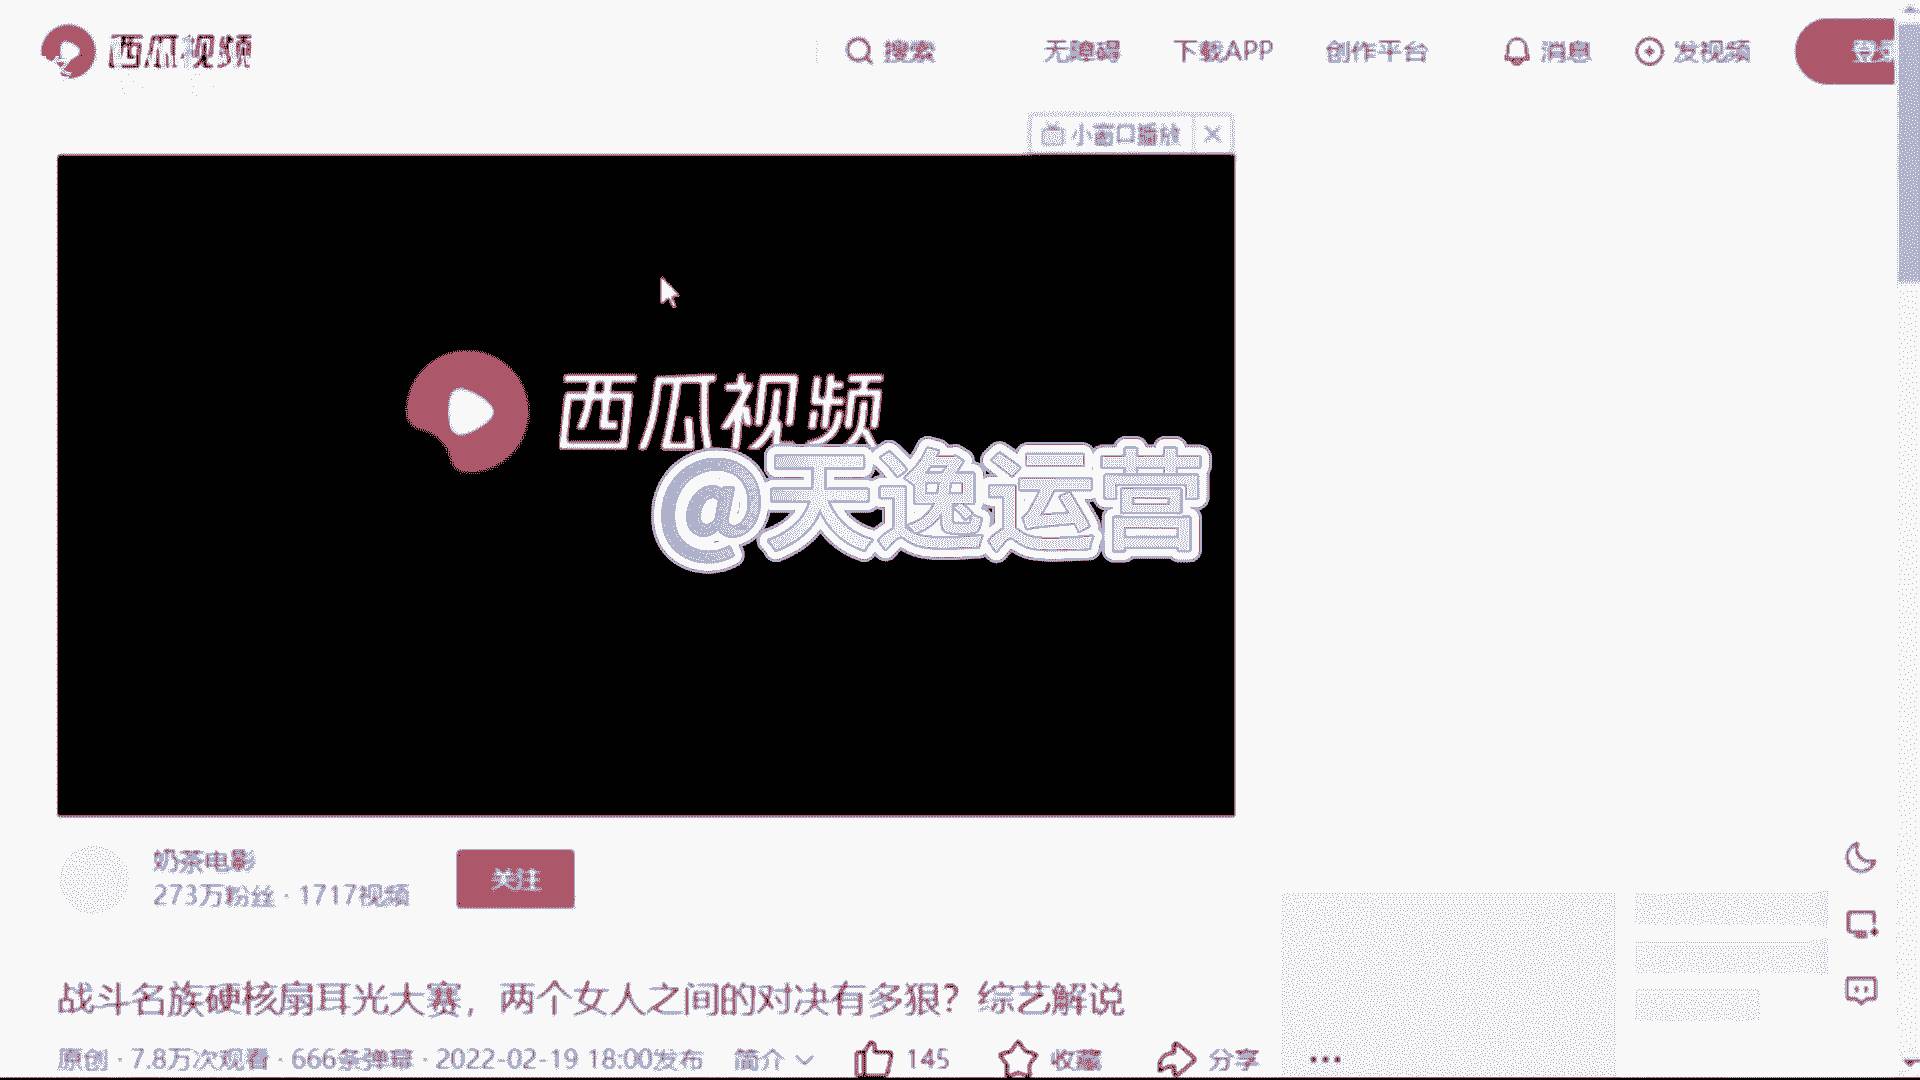 西瓜视频
搜索
无障碍
下载APP
创作平台
消息
发视频
登录
小窗口播放
西瓜视频
@天逸运营
奶茶电影
273万粉丝 · 1717视频
关注
战斗名族硬核扇耳光大赛，两个女人之间的对决有多狠？综艺解说
原创 · 7.8万次观看 · 666条弹幕 · 2022-02-19 18:00发布 简介
145
收藏
分享